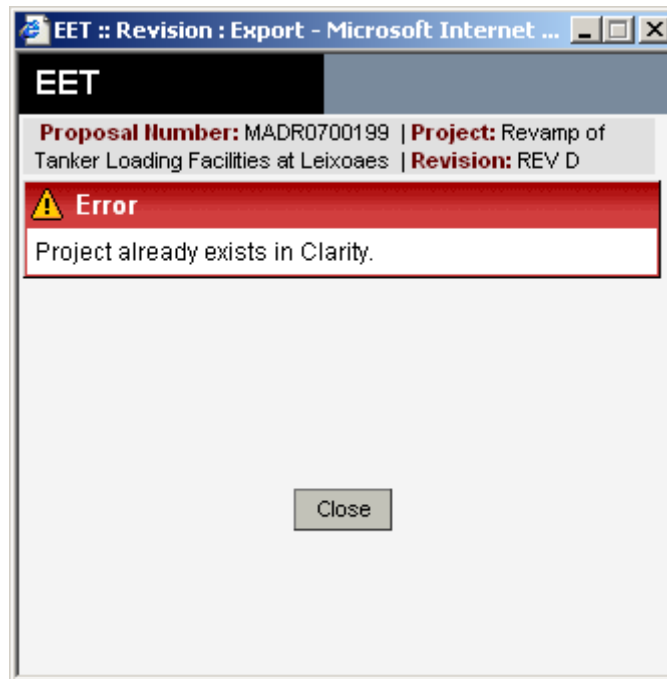 EET :: Revision : Export - Microsoft Internet ...
EET
Proposal Number: MADR0700199 | Project: Revamp of
Tanker Loading Facilities at Leixoaes | Revision: REV D
Error
Project already exists in Clarity.
Close